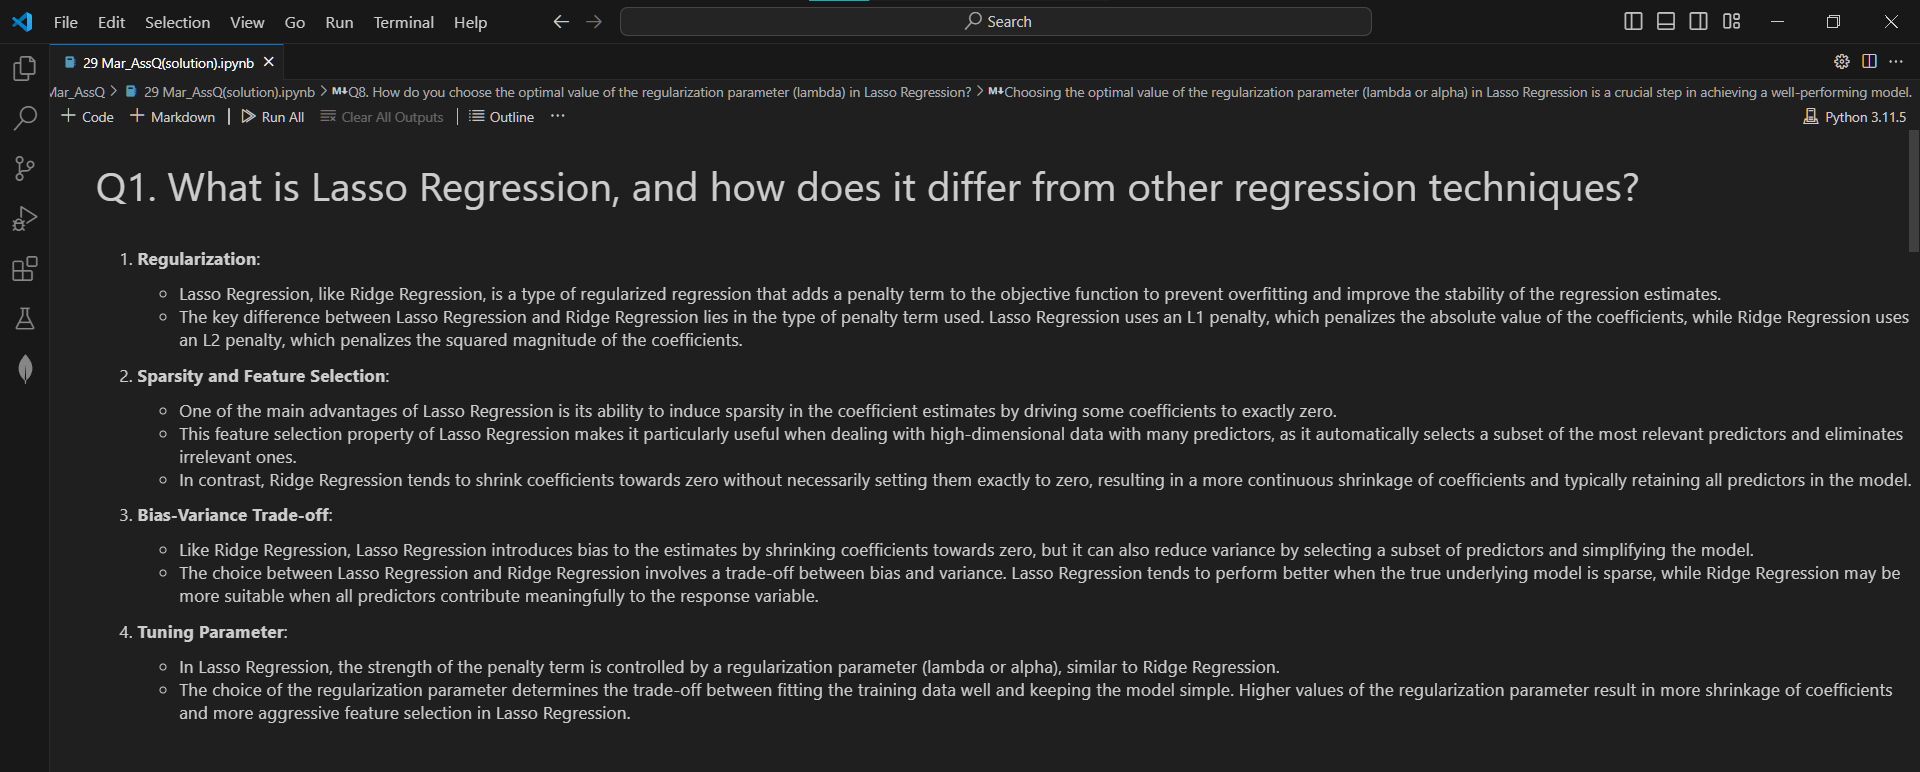 File Edit Selection View Go Run Terminal Help
Search
29 Mar_AssQ(solution).ipynb
Mar_AssQ > 29 Mar_AssQ(solution).ipynb > M↓Q8. How do you choose the optimal value of the regularization parameter (lambda) in Lasso Regression? > M↓Choosing the optimal value of the regularization parameter (lambda or alpha) in Lasso Regression is a crucial step in achieving a well-performing model.
+ Code + Markdown | Run All Clear All Outputs | Outline ...
Python 3.11.5
Q1. What is Lasso Regression, and how does it differ from other regression techniques?
1. Regularization:
○ Lasso Regression, like Ridge Regression, is a type of regularized regression that adds a penalty term to the objective function to prevent overfitting and improve the stability of the regression estimates.
○ The key difference between Lasso Regression and Ridge Regression lies in the type of penalty term used. Lasso Regression uses an L1 penalty, which penalizes the absolute value of the coefficients, while Ridge Regression uses
an L2 penalty, which penalizes the squared magnitude of the coefficients.
2. Sparsity and Feature Selection:
○ One of the main advantages of Lasso Regression is its ability to induce sparsity in the coefficient estimates by driving some coefficients to exactly zero.
○ This feature selection property of Lasso Regression makes it particularly useful when dealing with high-dimensional data with many predictors, as it automatically selects a subset of the most relevant predictors and eliminates
irrelevant ones.
○ In contrast, Ridge Regression tends to shrink coefficients towards zero without necessarily setting them exactly to zero, resulting in a more continuous shrinkage of coefficients and typically retaining all predictors in the model.
3. Bias-Variance Trade-off:
○ Like Ridge Regression, Lasso Regression introduces bias to the estimates by shrinking coefficients towards zero, but it can also reduce variance by selecting a subset of predictors and simplifying the model.
○ The choice between Lasso Regression and Ridge Regression involves a trade-off between bias and variance. Lasso Regression tends to perform better when the true underlying model is sparse, while Ridge Regression may be
more suitable when all predictors contribute meaningfully to the response variable.
4. Tuning Parameter:
○ In Lasso Regression, the strength of the penalty term is controlled by a regularization parameter (lambda or alpha), similar to Ridge Regression.
○ The choice of the regularization parameter determines the trade-off between fitting the training data well and keeping the model simple. Higher values of the regularization parameter result in more shrinkage of coefficients
and more aggressive feature selection in Lasso Regression.